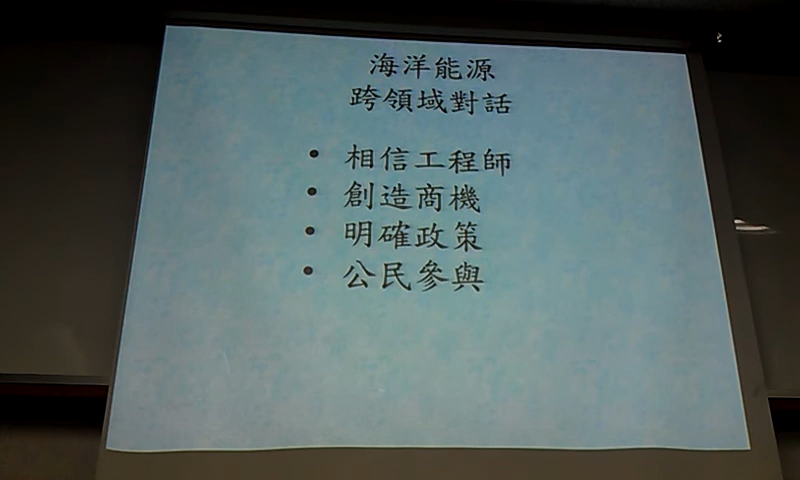 海洋能源
跨領域對話
• 相信工程師
• 創造商機
• 明確政策
• 公民參與